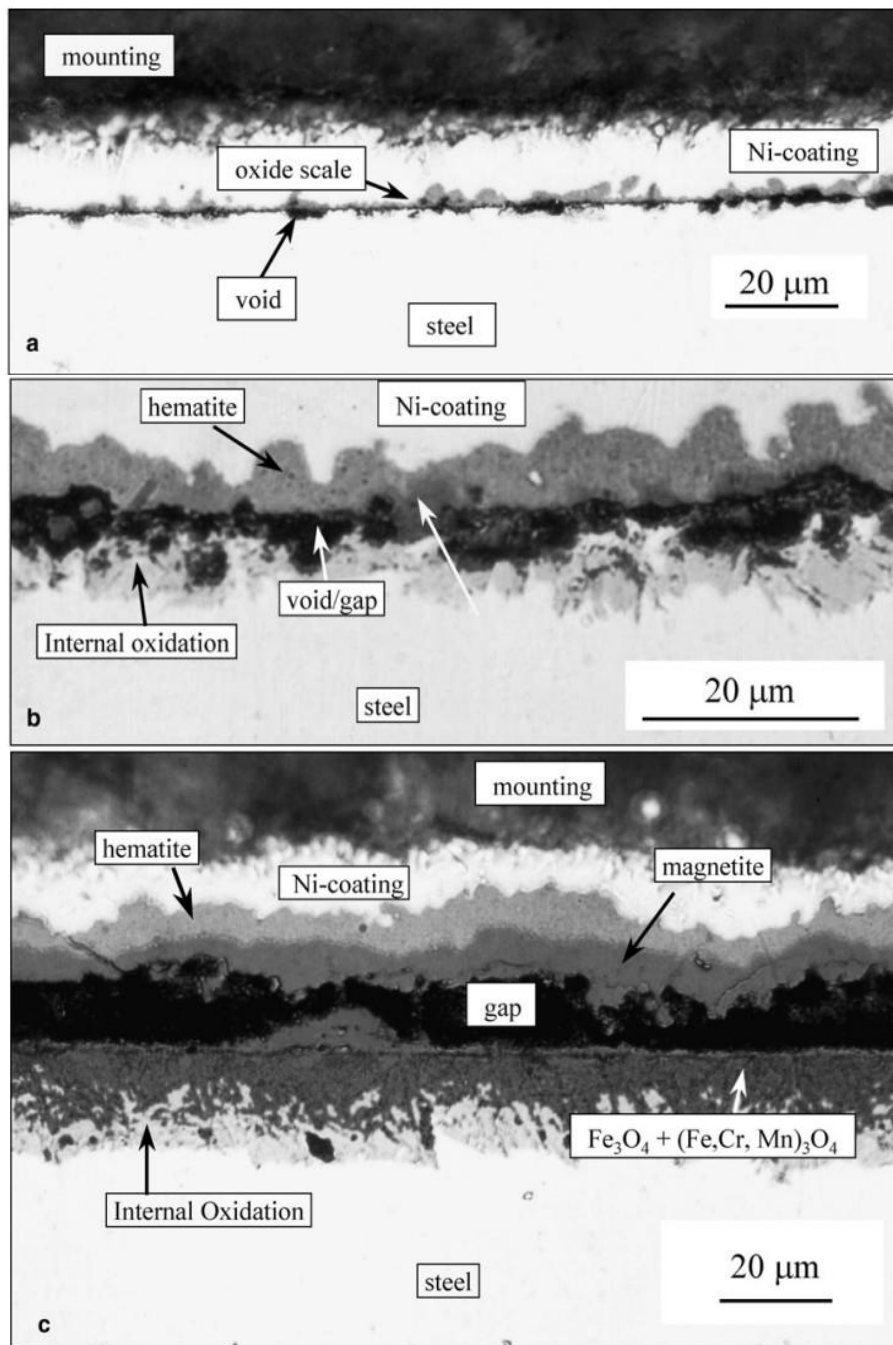 mounting
oxide scale
Ni-coating
void
20 μm
steel
a
hematite
Ni-coating
void/gap
Internal oxidation
20 μm
steel
b
mounting
hematite
Ni-coating
magnetite
gap
Fe₃O₄ + (Fe,Cr, Mn)₃O₄
Internal Oxidation
20 μm
steel
c